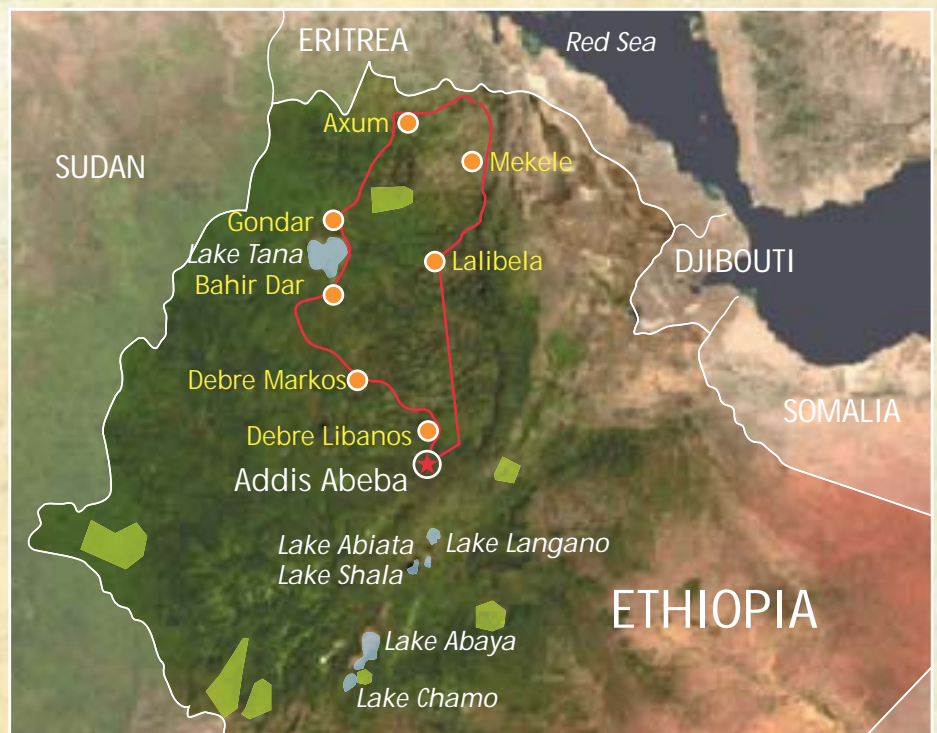 ERITREA
Red Sea
Axum
SUDAN
Mekele
Gondar
Lake Tana
Lalibela
DJIBOUTI
Bahir Dar
Debre Markos
SOMALIA
Debre Libanos
Addis Abeba
Lake Abiata
Lake Langano
Lake Shala
ETHIOPIA
Lake Abaya
Lake Chamo